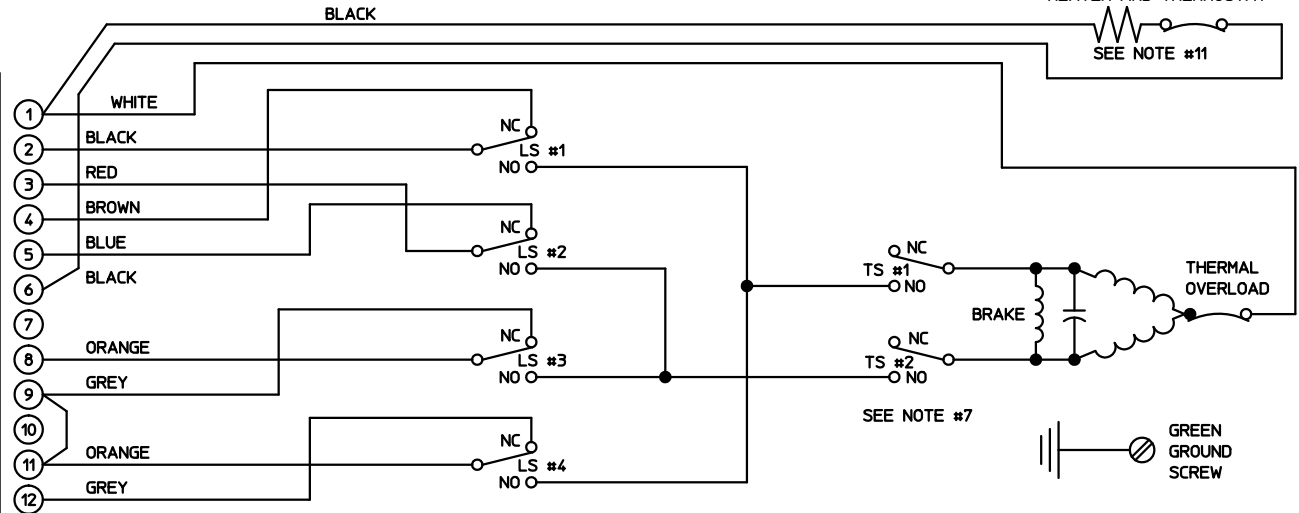 BLACK
SEE NOTE #11
1
WHITE
2
BLACK
NC
LS #1
NO
3
RED
4
BROWN
5
BLUE
NC
LS #2
NO
6
BLACK
7
NC
TS #1
NO
THERMAL
OVERLOAD
BRAKE
8
ORANGE
NC
LS #3
NO
NC
TS #2
NO
9
GREY
SEE NOTE #7
10
11
ORANGE
NC
LS #4
NO
12
GREY
GREEN
GROUND
SCREW